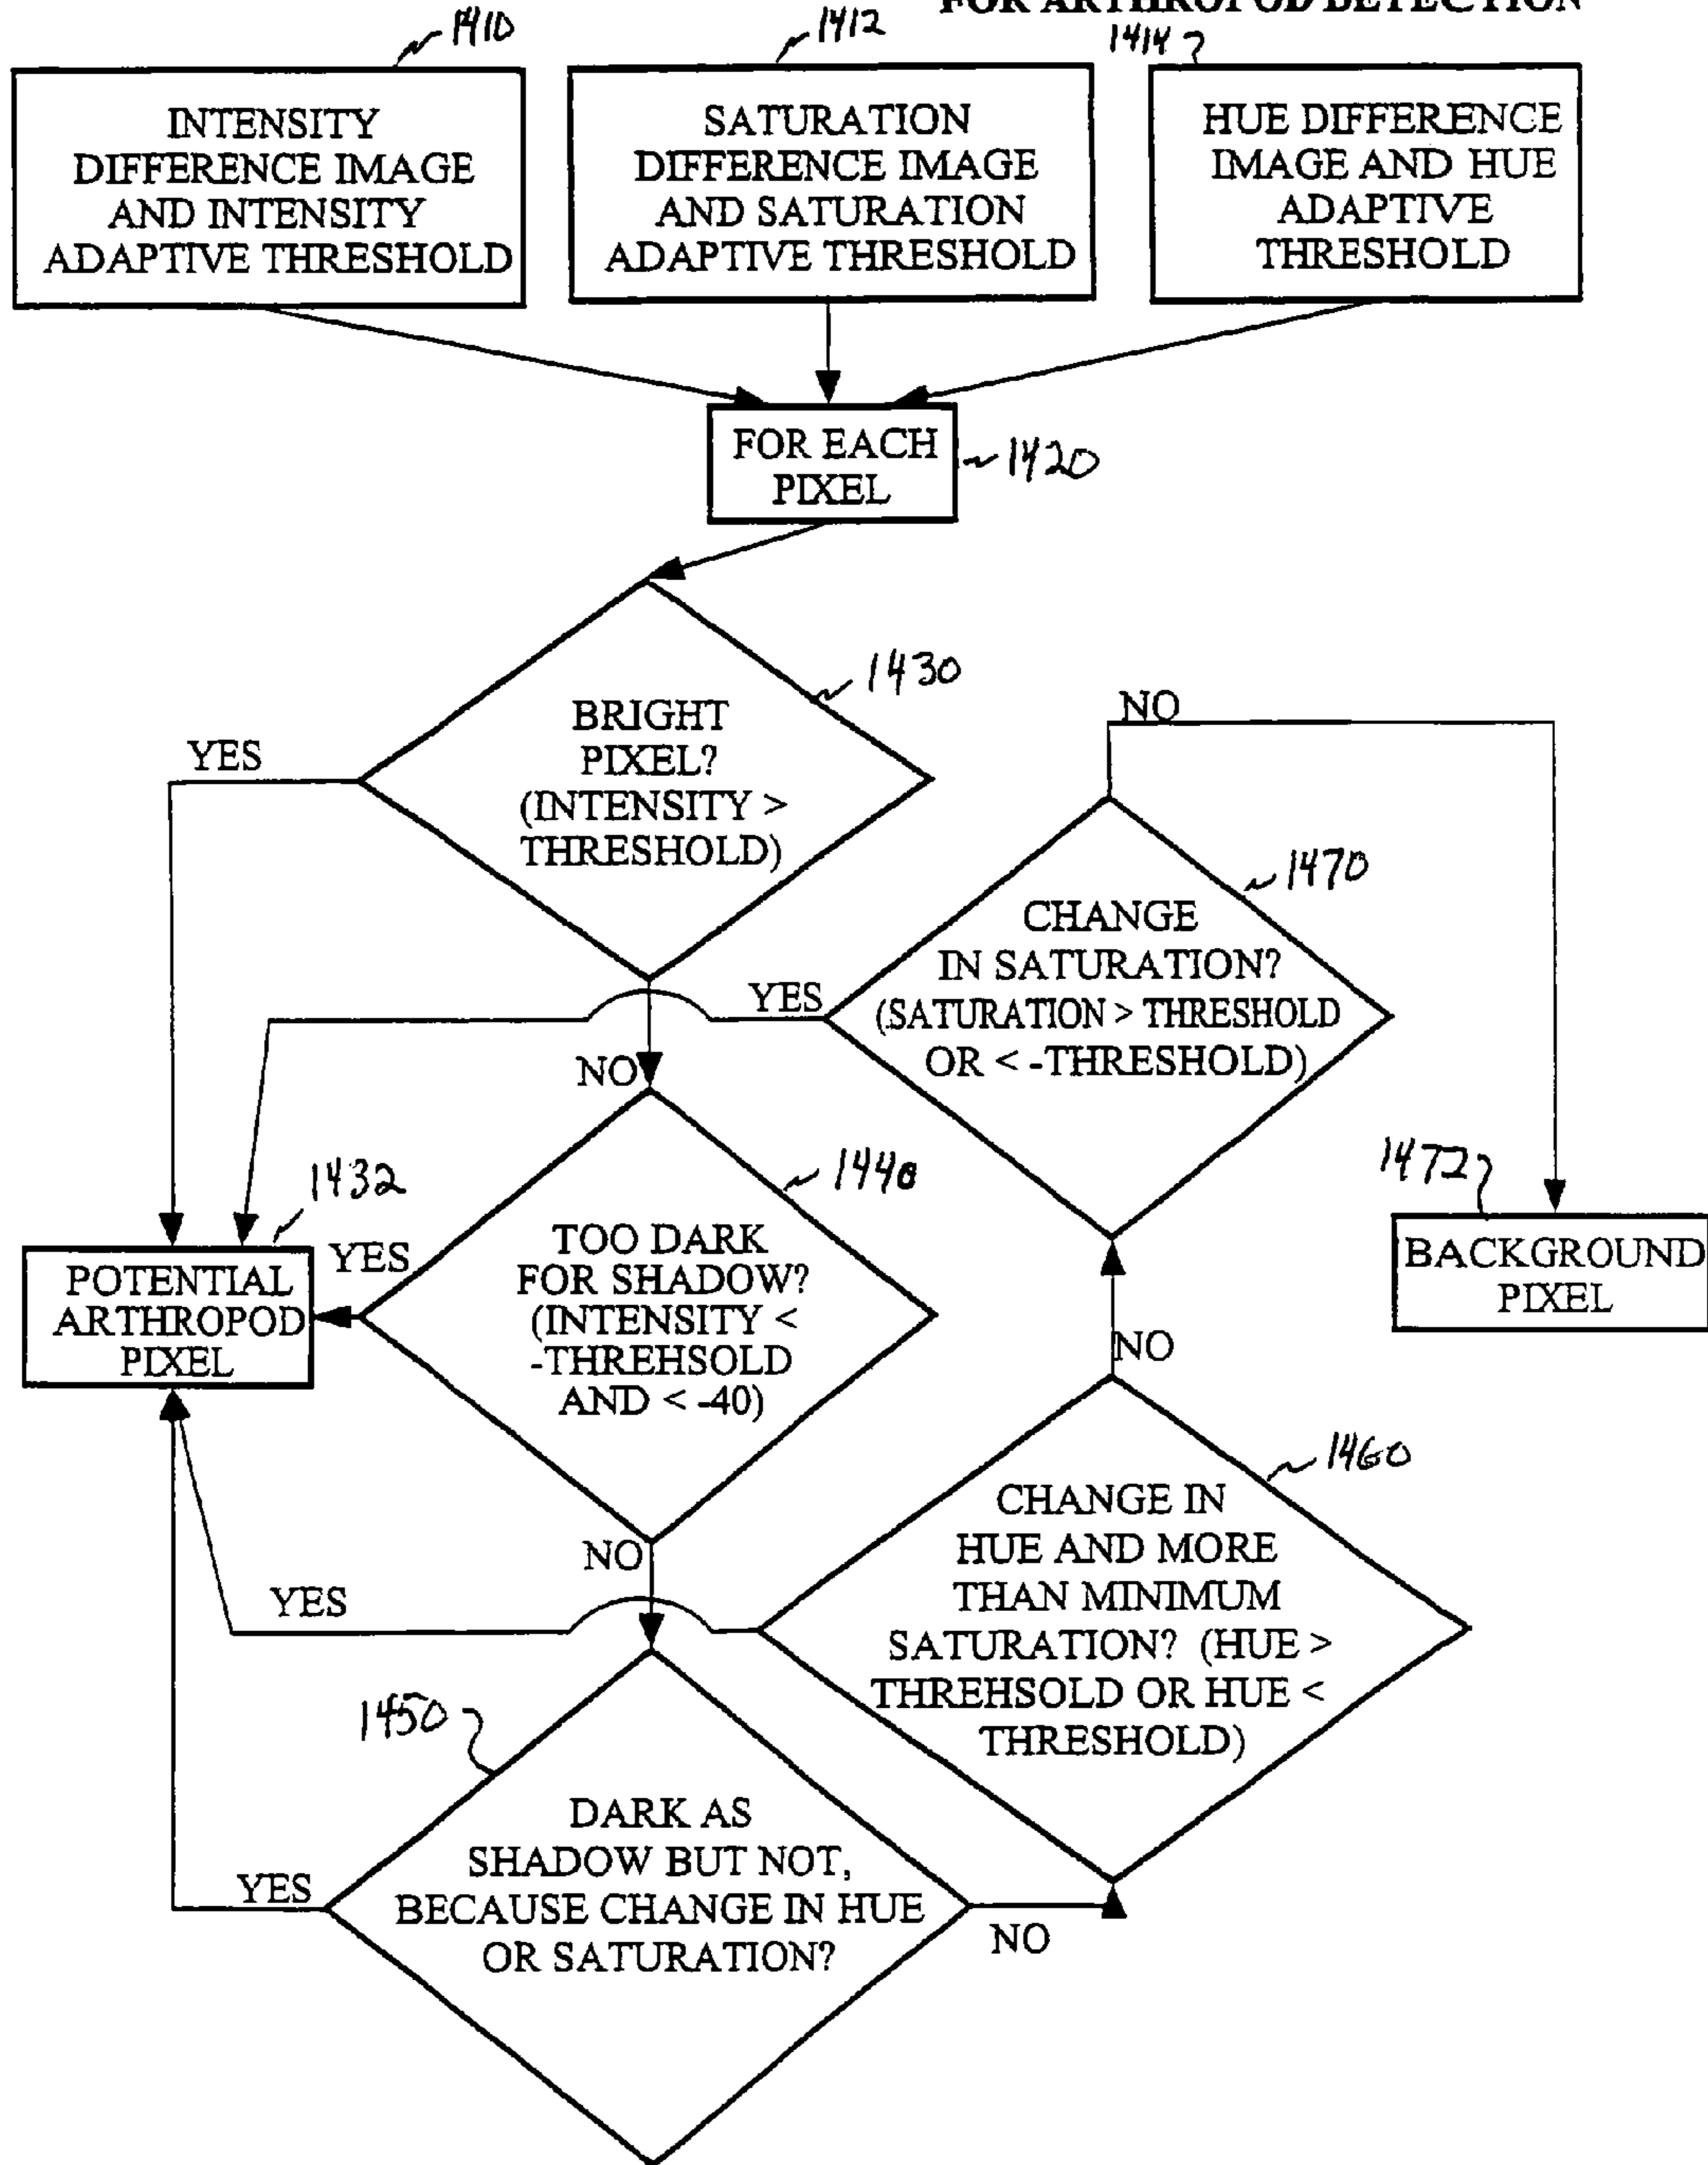 FOR ARTHROPOD DETECTION
1410
1412
1414
INTENSITY
DIFFERENCE IMAGE
AND INTENSITY
ADAPTIVE THRESHOLD
SATURATION
DIFFERENCE IMAGE
AND SATURATION
ADAPTIVE THRESHOLD
HUE DIFFERENCE
IMAGE AND HUE
ADAPTIVE
THRESHOLD
FOR EACH
PIXEL
1420
1430
BRIGHT
PIXEL?
(INTENSITY >
THRESHOLD)
YES
NO
NO
1470
CHANGE
IN SATURATION?
(SATURATION > THRESHOLD
OR < -THRESHOLD)
YES
1440
TOO DARK
FOR SHADOW?
(INTENSITY <
-THREHSOLD
AND < -40)
YES
1432
POTENTIAL
ARTHROPOD
PIXEL
1472
BACKGROUND
PIXEL
NO
NO
1460
CHANGE IN
HUE AND MORE
THAN MINIMUM
SATURATION? (HUE >
THREHSOLD OR HUE <
THRESHOLD)
YES
1450
DARK AS
SHADOW BUT NOT,
BECAUSE CHANGE IN HUE
OR SATURATION?
YES
NO